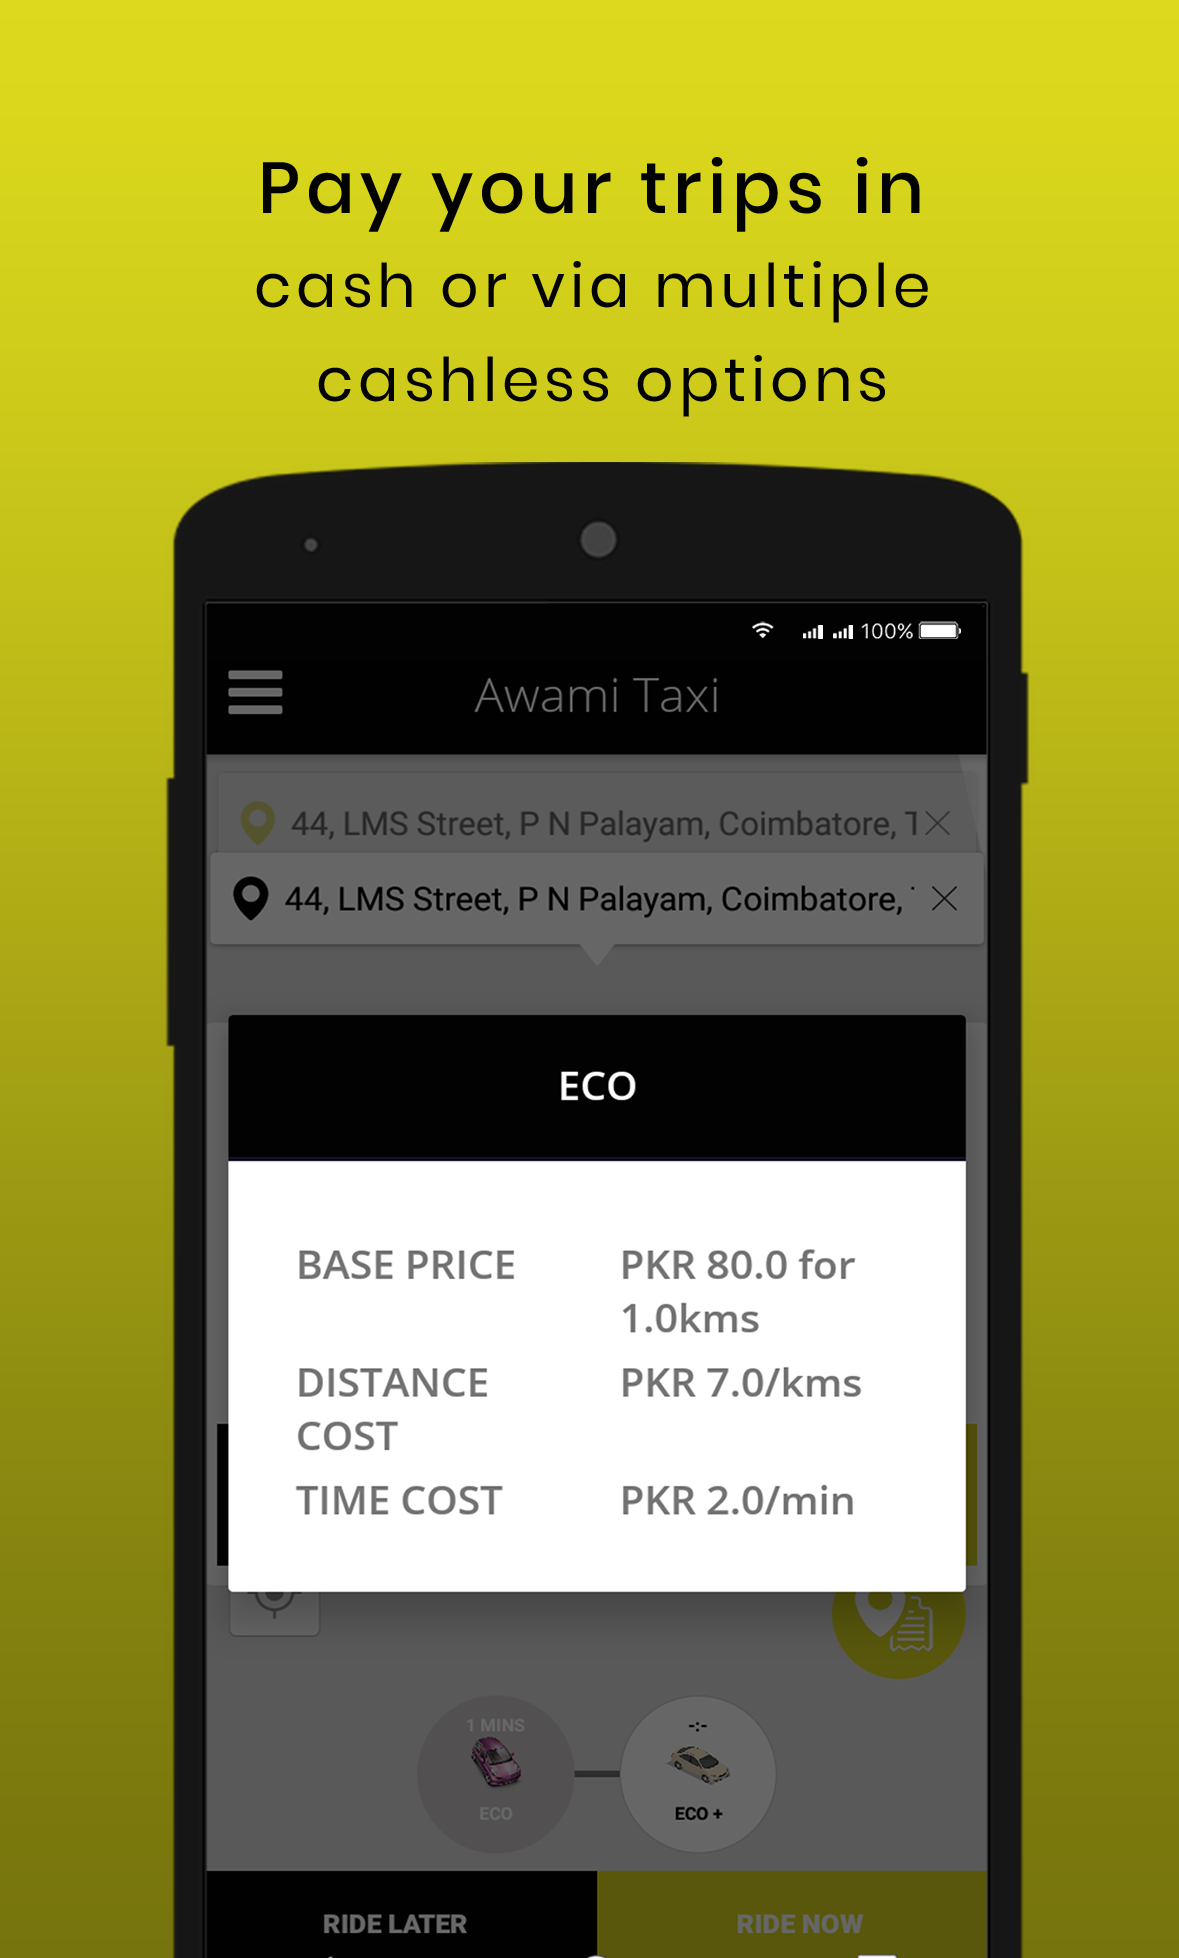 Pay your trips in
cash or via multiple
cashless options
100%
Awami Taxi
44, LMS Street, P N Palayam, Coimbatore,
44, LMS Street, P N Palayam, Coimbatore,
ECO
BASE PRICE PKR 80.0 for
1.0kms
DISTANCE PKR 7.0/kms
COST
TIME COST PKR 2.0/min
1 MINS -:-
ECO ECO +
RIDE LATER RIDE NOW